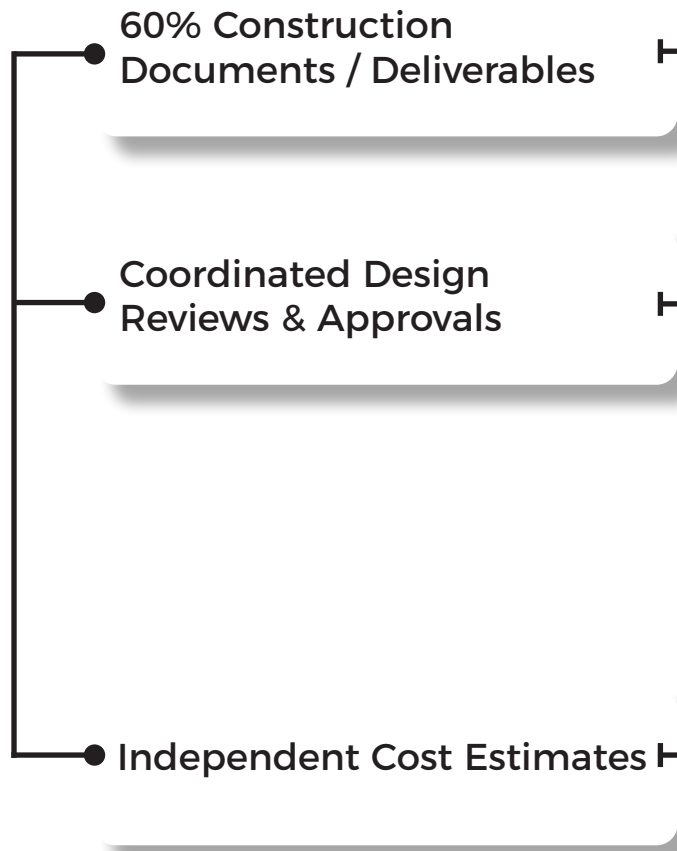 60% Construction
Documents / Deliverables
Coordinated Design
Reviews & Approvals
Independent Cost Estimates